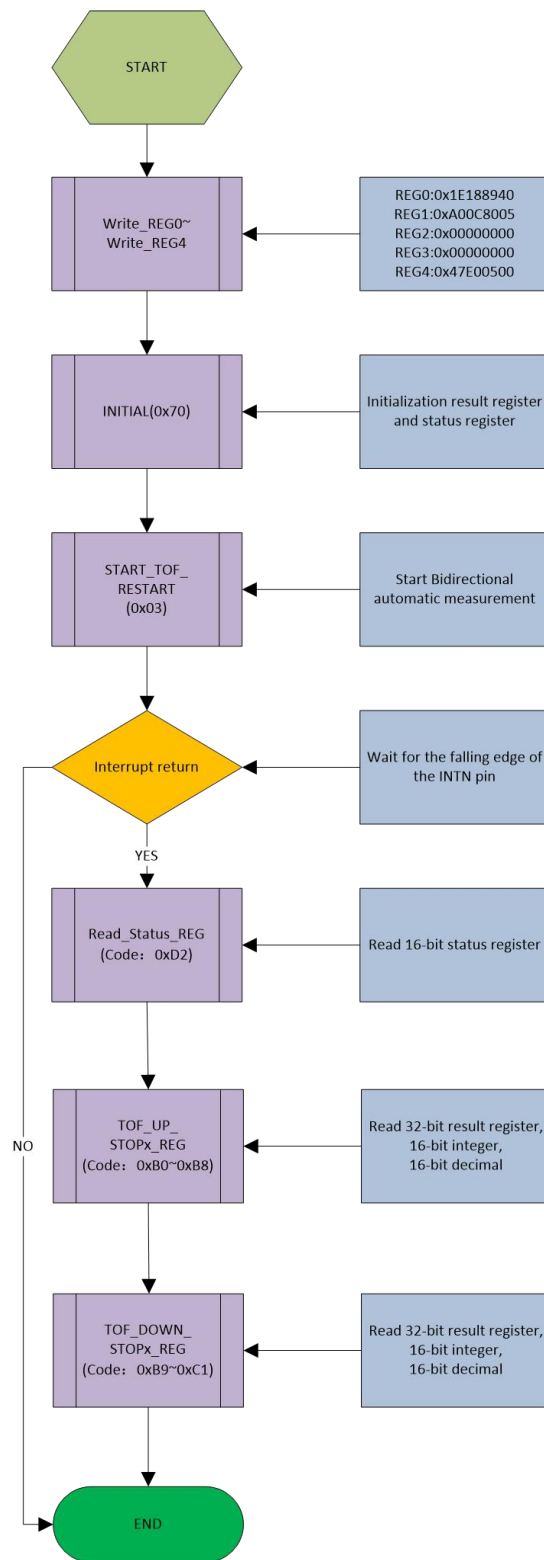 START
Write_REG0~
Write_REG4
REG0:0x1E188940
REG1:0xA00C8005
REG2:0x00000000
REG3:0x00000000
REG4:0x47E00500
INITIAL(0x70)
Initialization result register
and status register
START_TOF_
RESTART
(0x03)
Start Bidirectional
automatic measurement
Interrupt return
Wait for the falling edge of
the INTN pin
YES
Read_Status_REG
(Code：0xD2)
Read 16-bit status register
NO
TOF_UP_
STOPx_REG
(Code：0xB0~0xB8)
Read 32-bit result register,
16-bit integer,
16-bit decimal
TOF_DOWN_
STOPx_REG
(Code：0xB9~0xC1)
Read 32-bit result register,
16-bit integer,
16-bit decimal
END